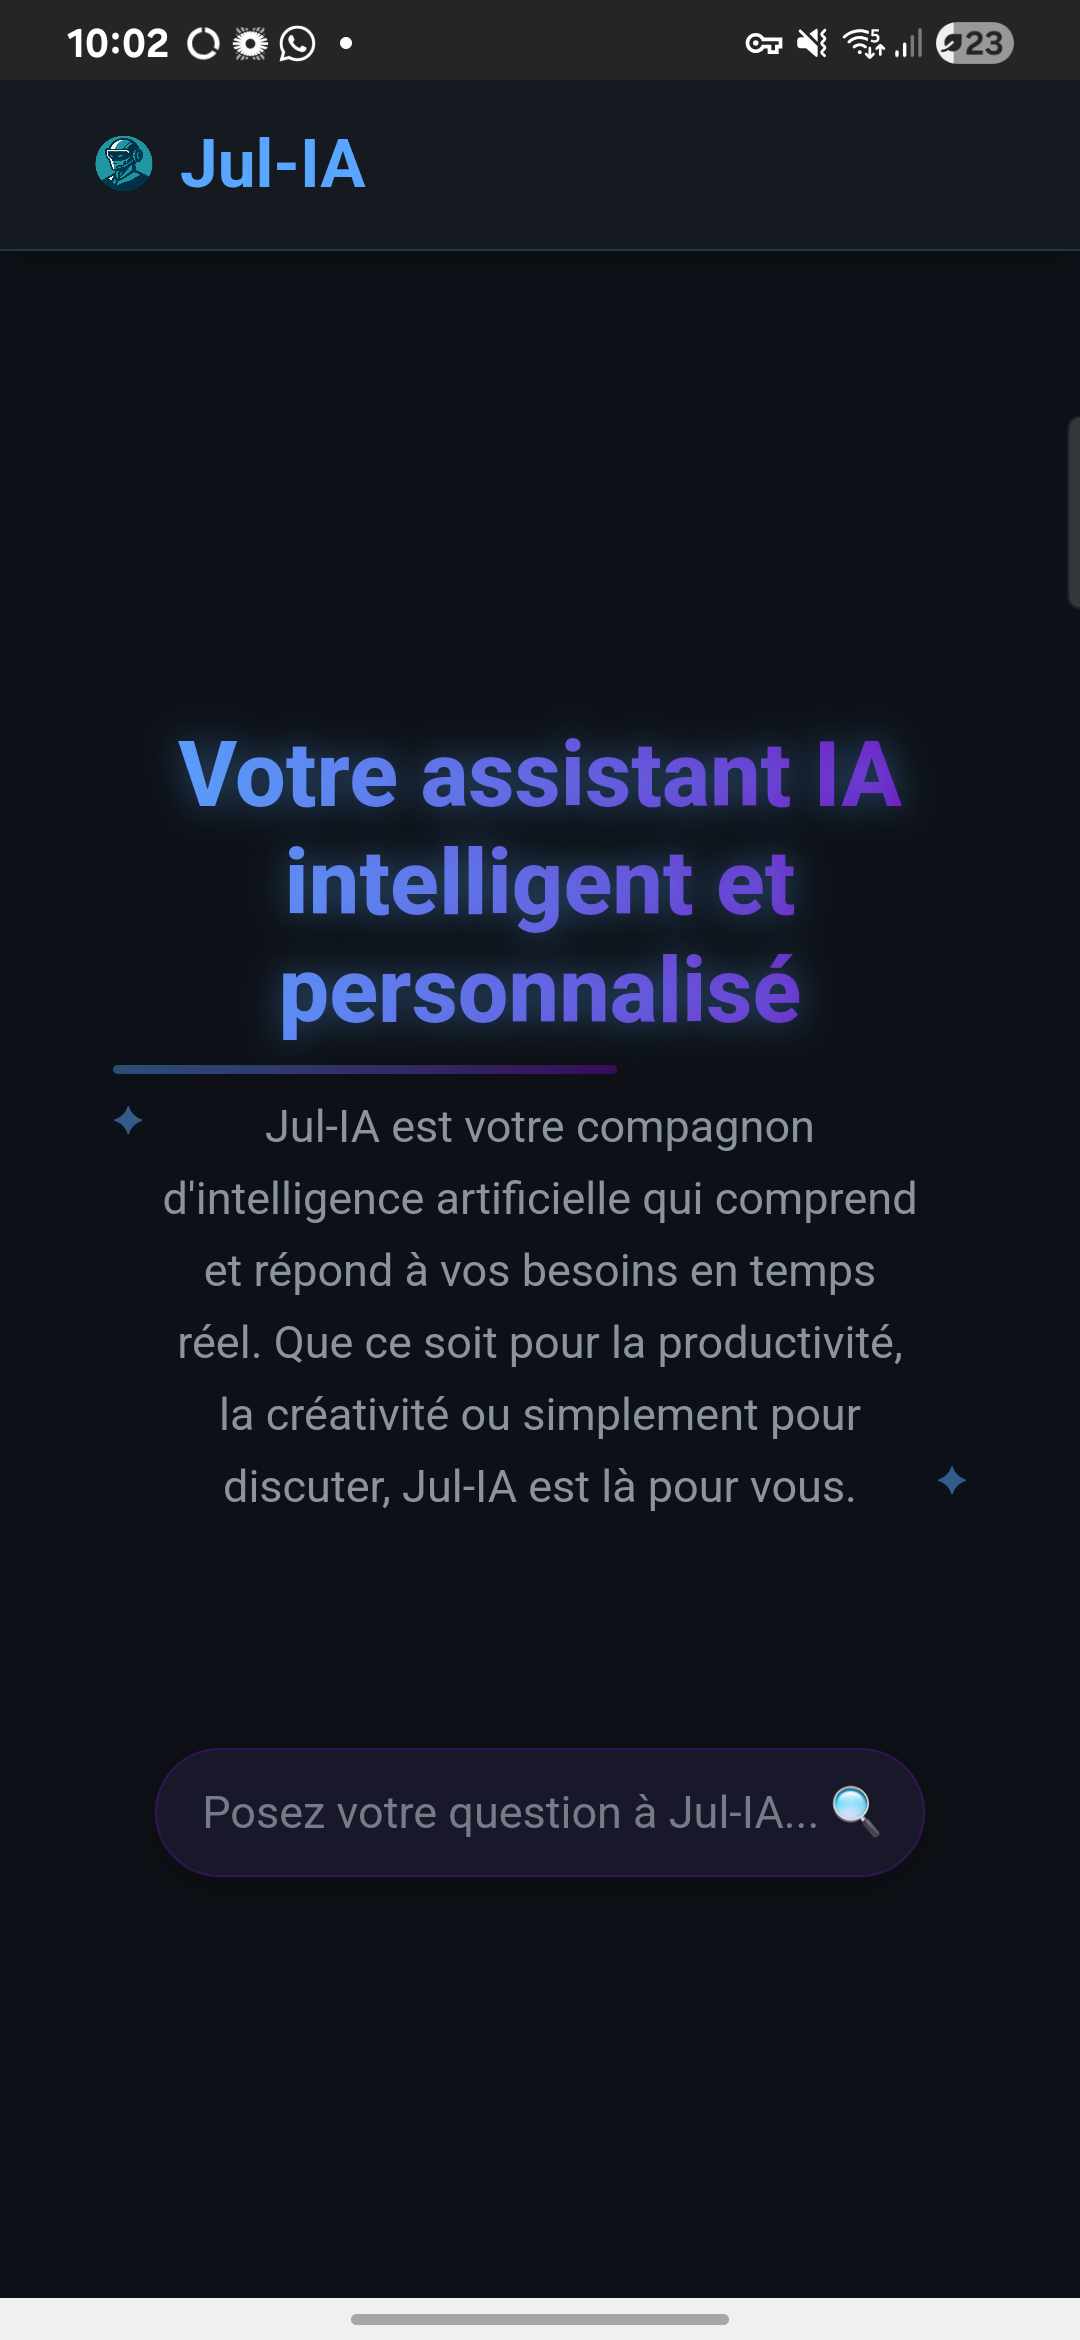 10:02
5
23
Jul-IA
Votre assistant IA
intelligent et
personnalisé
Jul-IA est votre compagnon
d'intelligence artificielle qui comprend
et répond à vos besoins en temps
réel. Que ce soit pour la productivité,
la créativité ou simplement pour
discuter, Jul-IA est là pour vous.
Posez votre question à Jul-IA...